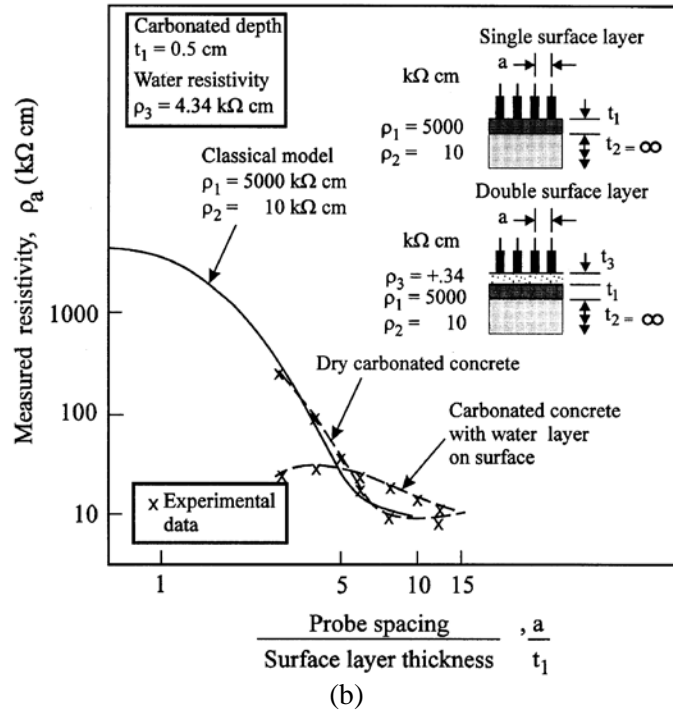 Carbonated depth
t₁ = 0.5 cm
Water resistivity
ρ₃ = 4.34 kΩ cm
Classical model
ρ₁ = 5000 kΩ cm
ρ₂ = 10 kΩ cm
Single surface layer
a
kΩ cm
ρ₁ = 5000
ρ₂ = 10
t₁
t₂ = ∞
Double surface layer
a
kΩ cm
ρ₃ = +.34
ρ₁ = 5000
ρ₂ = 10
t₃
t₁
t₂ = ∞
Measured resistivity, ρₐ (kΩ cm)
1000
100
10
Dry carbonated concrete
Carbonated concrete
with water layer
on surface
x Experimental
data
1
5
10
15
Probe spacing
Surface layer thickness
, a
t₁
(b)